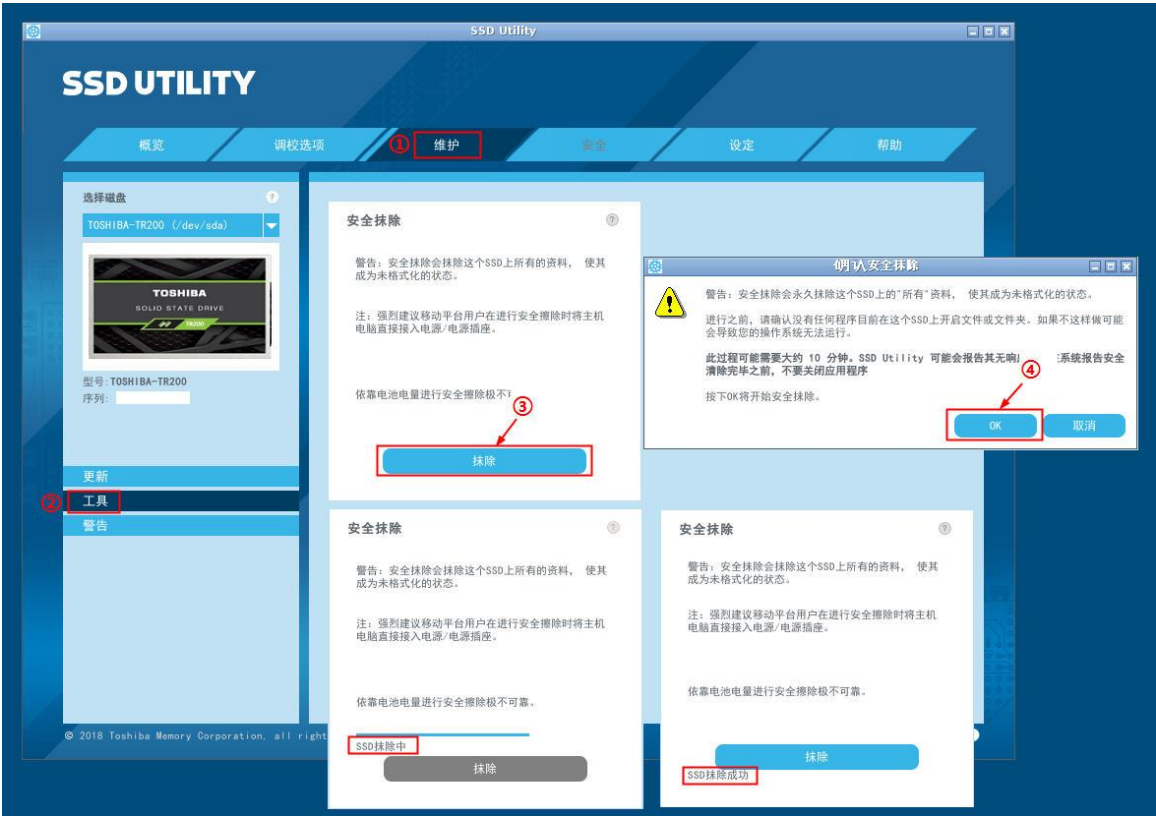 SSD Utility
SSD UTILITY
概览
调校选项
①
维护
安全
设定
帮助
选择磁盘
?
TOSHIBA-TR200 (/dev/sda)
TOSHIBA
SOLID STATE DRIVE
TR200
型号:TOSHIBA-TR200
序列:
更新
②
工具
警告
安全抹除
?
警告: 安全抹除会抹除这个SSD上所有的资料, 使其
成为未格式化的状态。
注: 强烈建议移动平台用户在进行安全擦除时将主机
电脑直接接入电源/电源插座。
依靠电池电量进行安全擦除极不
③
抹除
确认安全抹除
警告: 安全抹除会永久抹除这个SSD上的"所有"资料, 使其成为未格式化的状态。
进行之前, 请确认没有任何程序目前在这个SSD上开启文件或文件夹。如果不这样做可能
会导致您的操作系统无法运行。
此过程可能需要大约 10 分钟. SSD Utility 可能会报告其无响 系统报告安全
清除完毕之前, 不要关闭应用程序
④
按下OK将开始安全抹除。
OK
取消
安全抹除
?
警告: 安全抹除会抹除这个SSD上所有的资料, 使其
成为未格式化的状态。
注: 强烈建议移动平台用户在进行安全擦除时将主机
电脑直接接入电源/电源插座。
依靠电池电量进行安全擦除极不可靠。
SSD抹除中
抹除
安全抹除
?
警告: 安全抹除会抹除这个SSD上所有的资料, 使其
成为未格式化的状态。
注: 强烈建议移动平台用户在进行安全擦除时将主机
电脑直接接入电源/电源插座。
依靠电池电量进行安全擦除极不可靠。
抹除
SSD抹除成功
© 2018 Toshiba Memory Corporation, all right